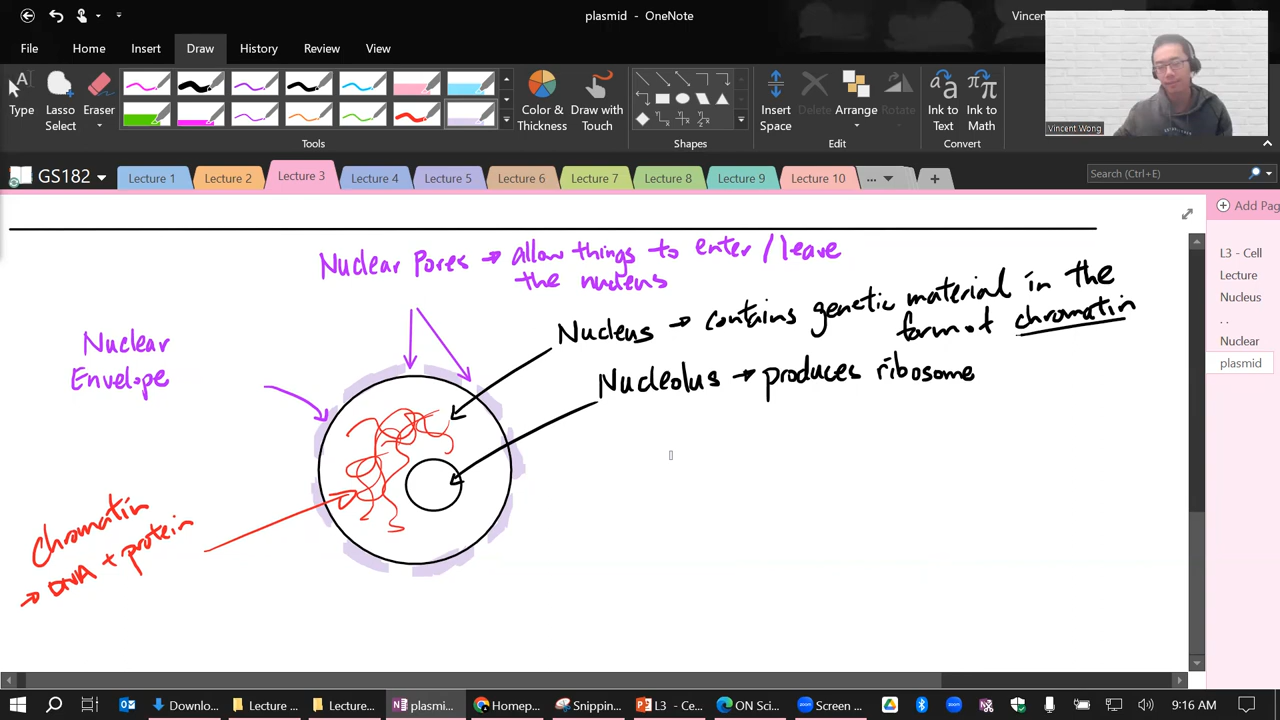 plasmid - OneNote
Vincen
File Home Insert Draw History Review View
Type
Lasso Select
Eraser
Color & Thickness
Draw with Touch
Insert Space
Delete
Arrange
Rotate
Ink to Text
Ink to Math
Tools
Shapes
Edit
Convert
Vincent Wong
GS182
Lecture 1 Lecture 2 Lecture 3 Lecture 4 Lecture 5 Lecture 6 Lecture 7 Lecture 8 Lecture 9 Lecture 10 ... +
Search (Ctrl+E)
Add Pag
L3 - Cell
Lecture
Nucleus
. .
Nuclear
plasmid
Nuclear Pores → allow things to enter / leave
the nucleus
Nucleus → contains genetic material in the
form of chromatin
Nuclear
Envelope
Nucleolus → produces ribosome
Chromatin
→ DNA + protein
Downlo... Lecture ... Lecture... plasmid... Homep... Snippin... L3 - Ce... ON Sci... Screen ... 9:16 AM